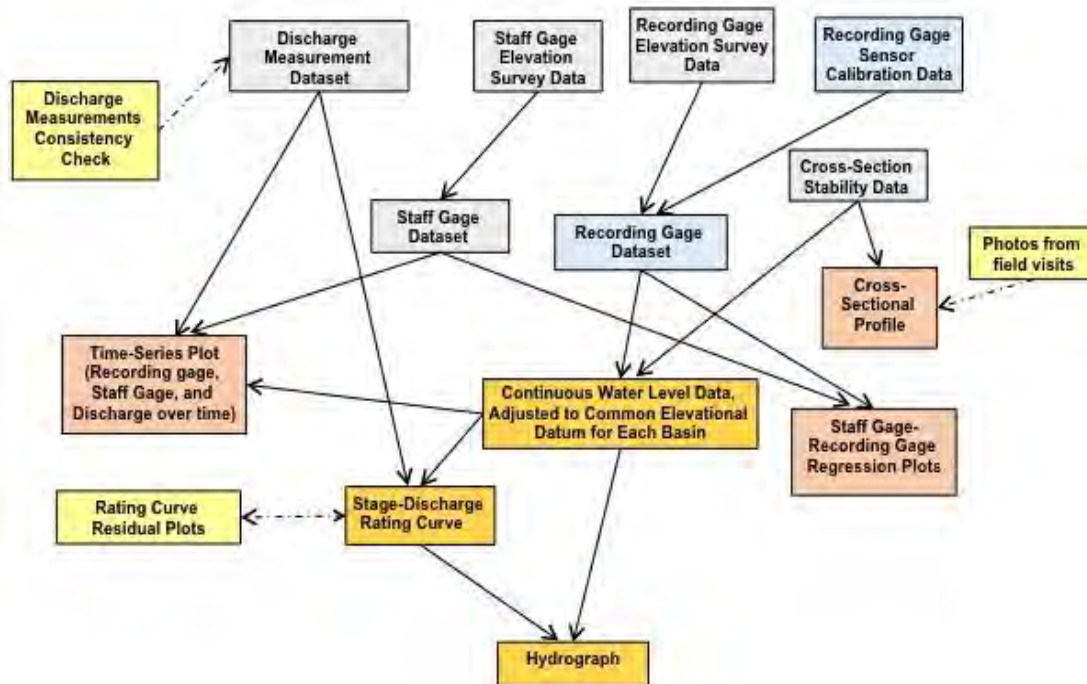 Discharge
Measurement
Dataset
Staff Gage
Elevation
Survey Data
Recording Gage
Elevation Survey
Data
Recording Gage
Sensor
Calibration Data
Discharge
Measurements
Consistency
Check
Cross-Section
Stability Data
Staff Gage
Dataset
Recording Gage
Dataset
Photos from
field visits
Cross-
Sectional
Profile
Time-Series Plot
(Recording gage,
Staff Gage, and
Discharge over time)
Continuous Water Level Data,
Adjusted to Common Elevational
Datum for Each Basin
Staff Gage-
Recording Gage
Regression Plots
Rating Curve
Residual Plots
Stage-Discharge
Rating Curve
Hydrograph